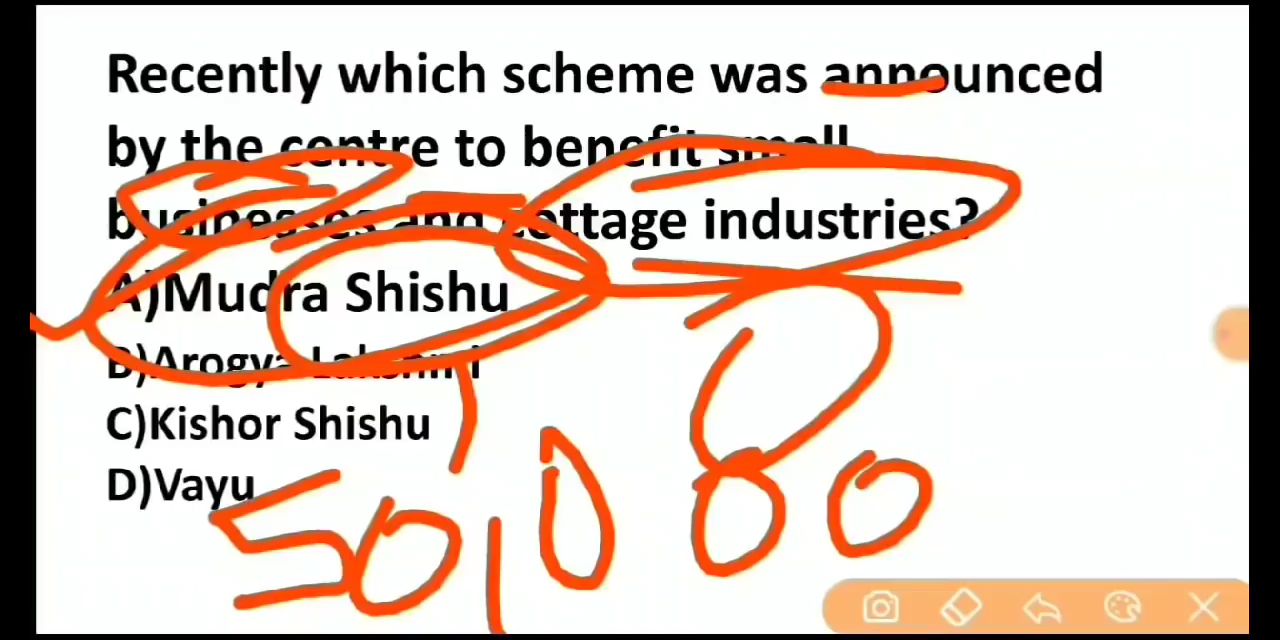 Recently which scheme was announced
by the centre to benefit small
businesses and cottage industries?
A)Mudra Shishu
B)Arogya Lakshmi
C)Kishor Shishu
D)Vayu
50,000